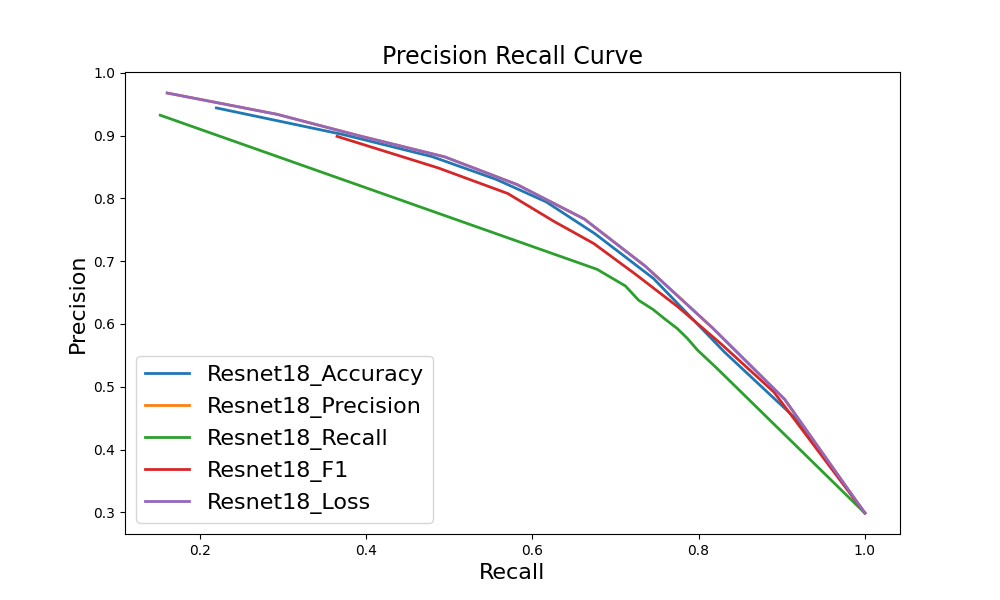 Precision Recall Curve
1.0
0.9
0.8
0.7
0.6
0.5
0.4
0.3
Precision
Resnet18_Accuracy
Resnet18_Precision
Resnet18_Recall
Resnet18_F1
Resnet18_Loss
0.2
0.4
0.6
0.8
1.0
Recall